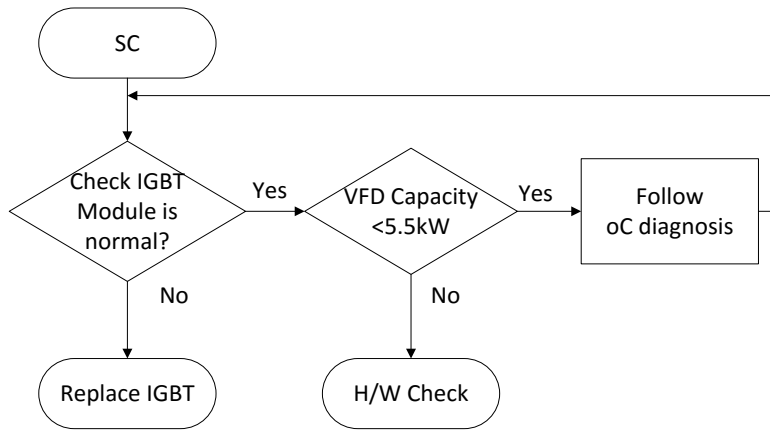 SC
Check IGBT
Module is
normal?
Yes
VFD Capacity
<5.5kW
Yes
Follow
oC diagnosis
No
No
Replace IGBT
H/W Check